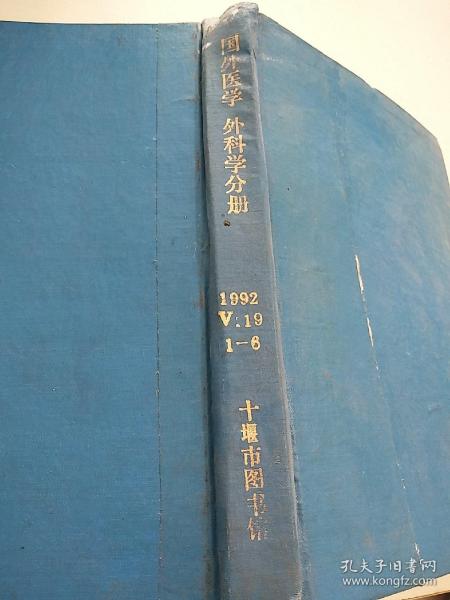 国外医学 外科学分册
1992
V.19
1-6
十堰市图书馆
孔夫子旧书网
www.kongfz.com